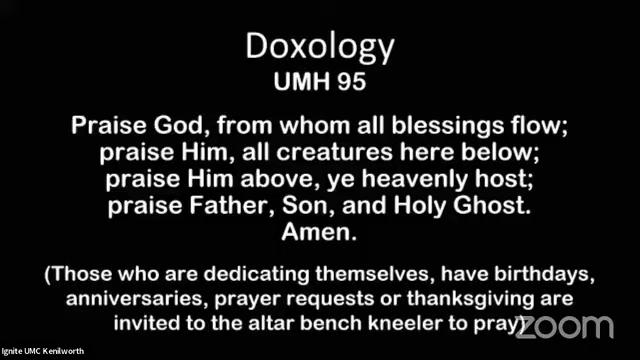 Doxology
UMH 95
Praise God, from whom all blessings flow;
praise Him, all creatures here below;
praise Him above, ye heavenly host;
praise Father, Son, and Holy Ghost.
Amen.
(Those who are dedicating themselves, have birthdays,
anniversaries, prayer requests or thanksgiving are
invited to the altar bench kneeler to pray)
zoom
Ignite UMC Kenilworth